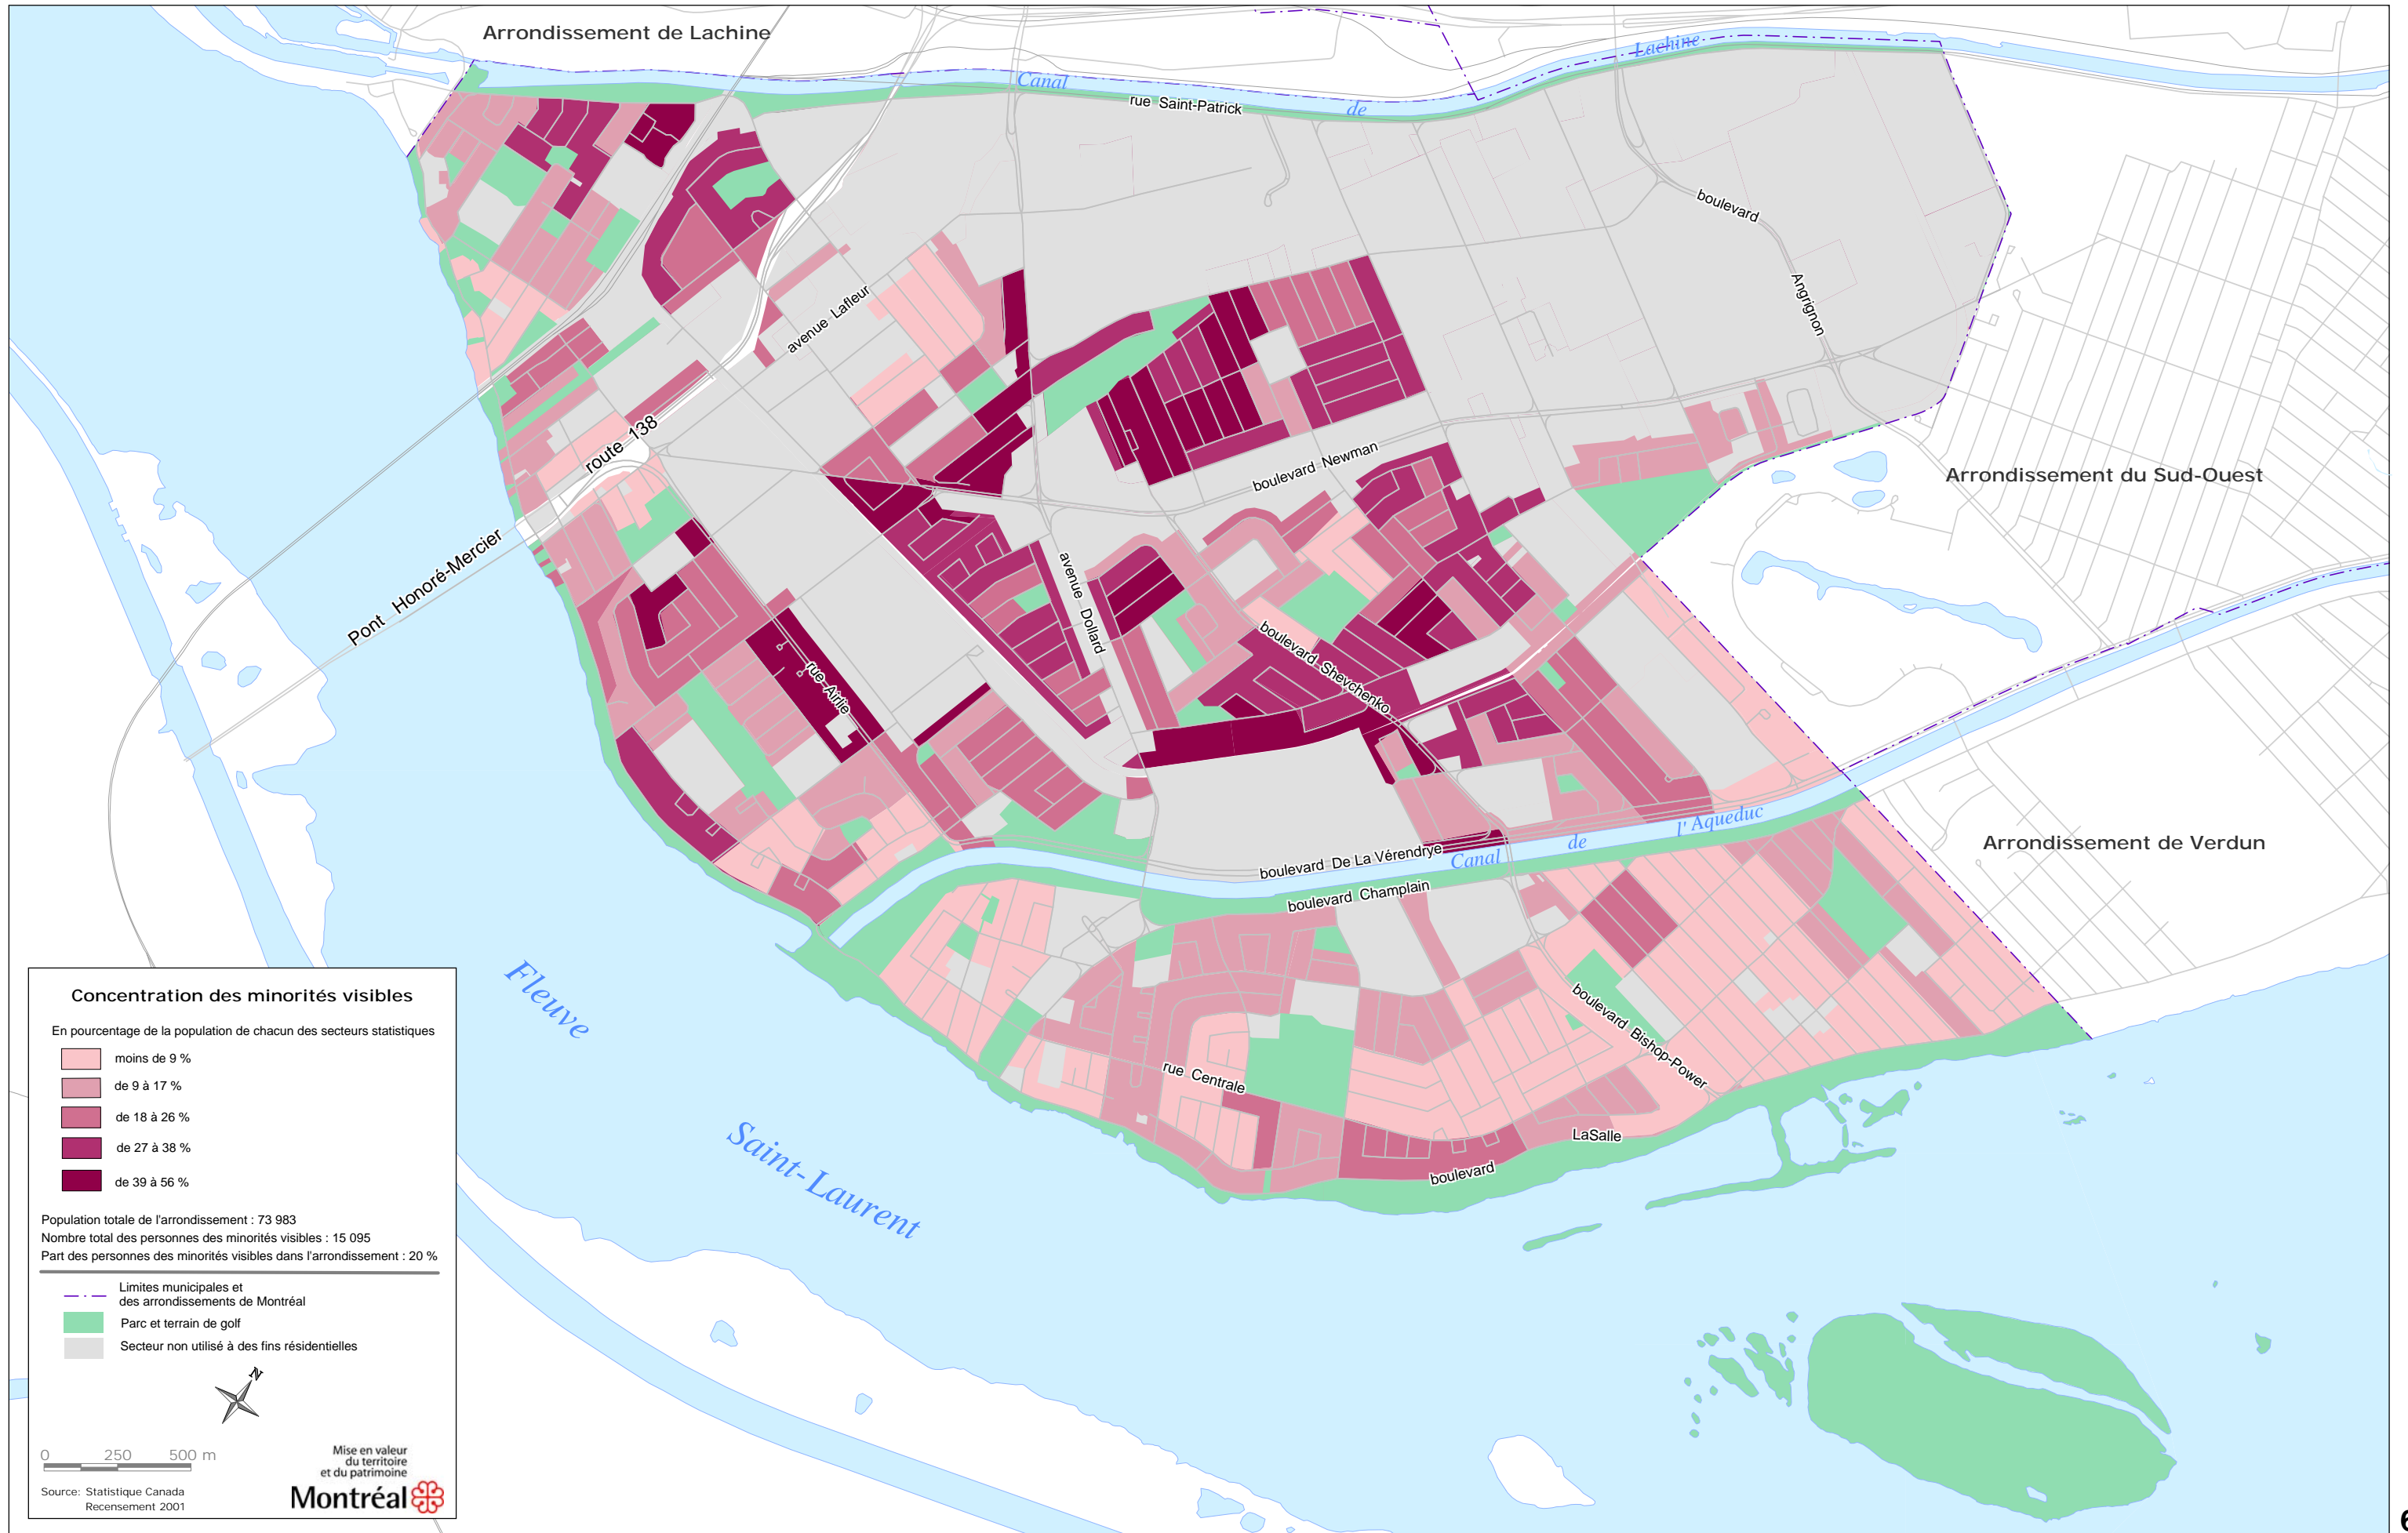 Arrondissement de Lachine
Canal
de
Lachine
rue Saint-Patrick
boulevard
Angrignon
avenue Lafleur
route 138
boulevard Newman
Arrondissement du Sud-Ouest
Pont Honoré-Mercier
avenue Dollard
boulevard Shevchenko
rue Airlie
Arrondissement de Verdun
boulevard De La Vérendrye
Canal
de
l'Aqueduc
boulevard Champlain
Fleuve
Saint-Laurent
boulevard Bishop-Power
rue Centrale
LaSalle
boulevard
Concentration des minorités visibles
En pourcentage de la population de chacun des secteurs statistiques
moins de 9 %
de 9 à 17 %
de 18 à 26 %
de 27 à 38 %
de 39 à 56 %
Population totale de l'arrondissement : 73 983
Nombre total des personnes des minorités visibles : 15 095
Part des personnes des minorités visibles dans l'arrondissement : 20 %
Limites municipales et
des arrondissements de Montréal
Parc et terrain de golf
Secteur non utilisé à des fins résidentielles
N
0 250 500 m
Source: Statistique Canada
Recensement 2001
Mise en valeur
du territoire
et du patrimoine
Montréal